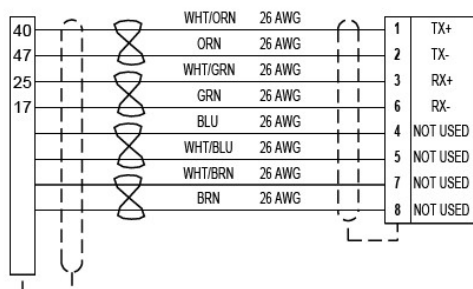 40 WHT/ORN 26 AWG 1 TX+
47 ORN 26 AWG 2 TX-
25 WHT/GRN 26 AWG 3 RX+
17 GRN 26 AWG 6 RX-
BLU 26 AWG 4 NOT USED
WHT/BLU 26 AWG 5 NOT USED
WHT/BRN 26 AWG 7 NOT USED
BRN 26 AWG 8 NOT USED